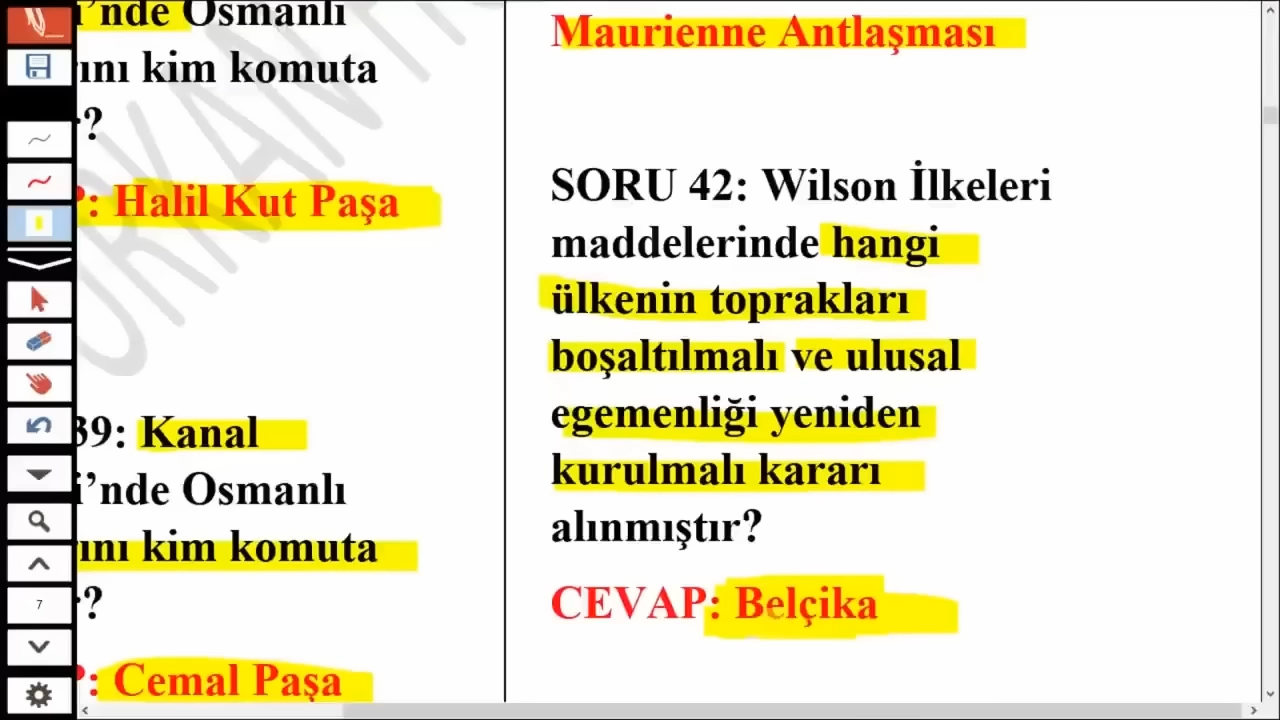 i’nde Osmanlı
ını kim komuta
?
: Halil Kut Paşa
39: Kanal
i’nde Osmanlı
ını kim komuta
?
: Cemal Paşa
Maurienne Antlaşması
SORU 42: Wilson İlkeleri
maddelerinde hangi
ülkenin toprakları
boşaltılmalı ve ulusal
egemenliği yeniden
kurulmalı kararı
alınmıştır?
CEVAP: Belçika
7